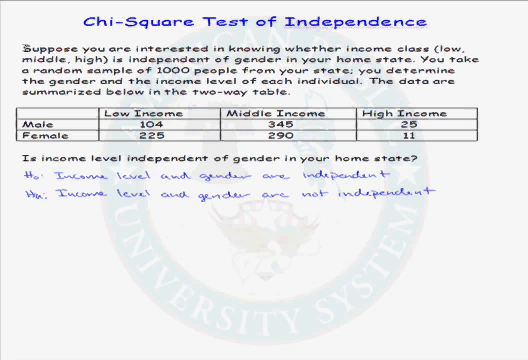 Chi-Square Test of Independence
Suppose you are interested in knowing whether income class (low,
middle, high) is independent of gender in your home state. You take
a random sample of 1000 people from your state; you determine
the gender and the income level of each individual. The data are
summarized below in the two-way table.
Low Income Middle Income High Income
Male 104 345 25
Female 225 290 11
Is income level independent of gender in your home state?
Ho: Income level and gender are independent
Ha: Income level and gender are not independent
UNIVERSITY SYSTEM